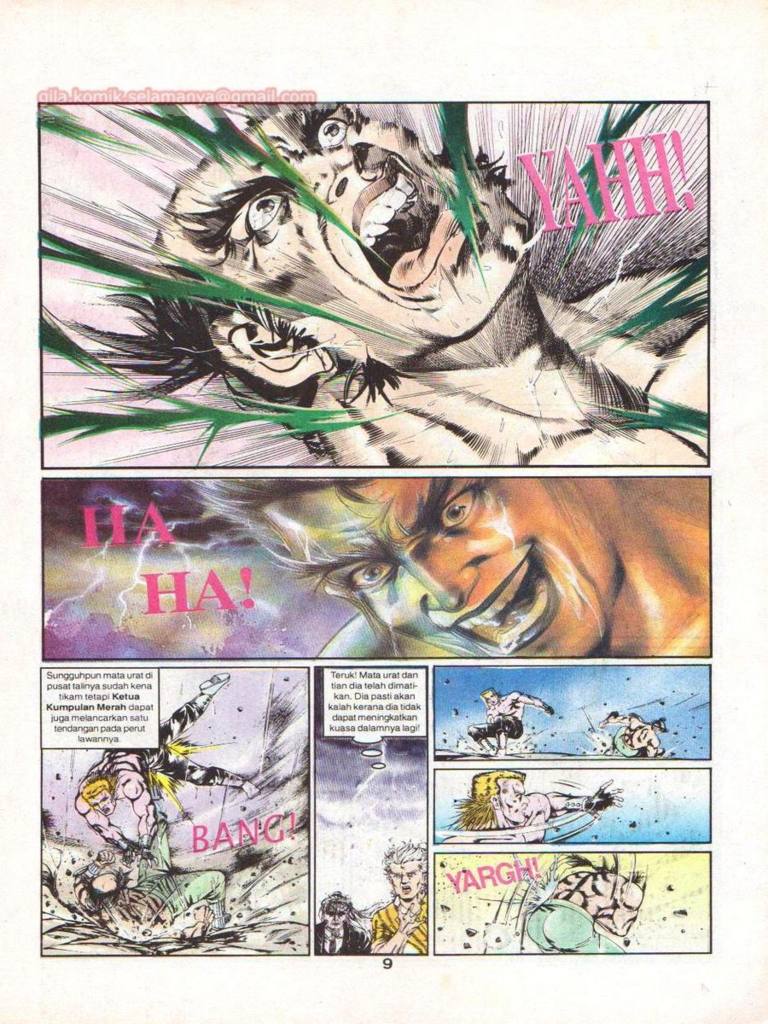 gila.komik.selamanya@gmail.com
YAHH!
HA
HA!
Sungguhpun mata urat di
pusat talinya sudah kena
tikam tetapi Ketua
Kumpulan Merah dapat
juga melancarkan satu
tendangan pada perut
lawannya.
BANG!
Teruk! Mata urat dan
tian dia telah dimati-
kan. Dia pasti akan
kalah kerana dia tidak
dapat meningkatkan
kuasa dalamnya lagi!
YARGH!
9